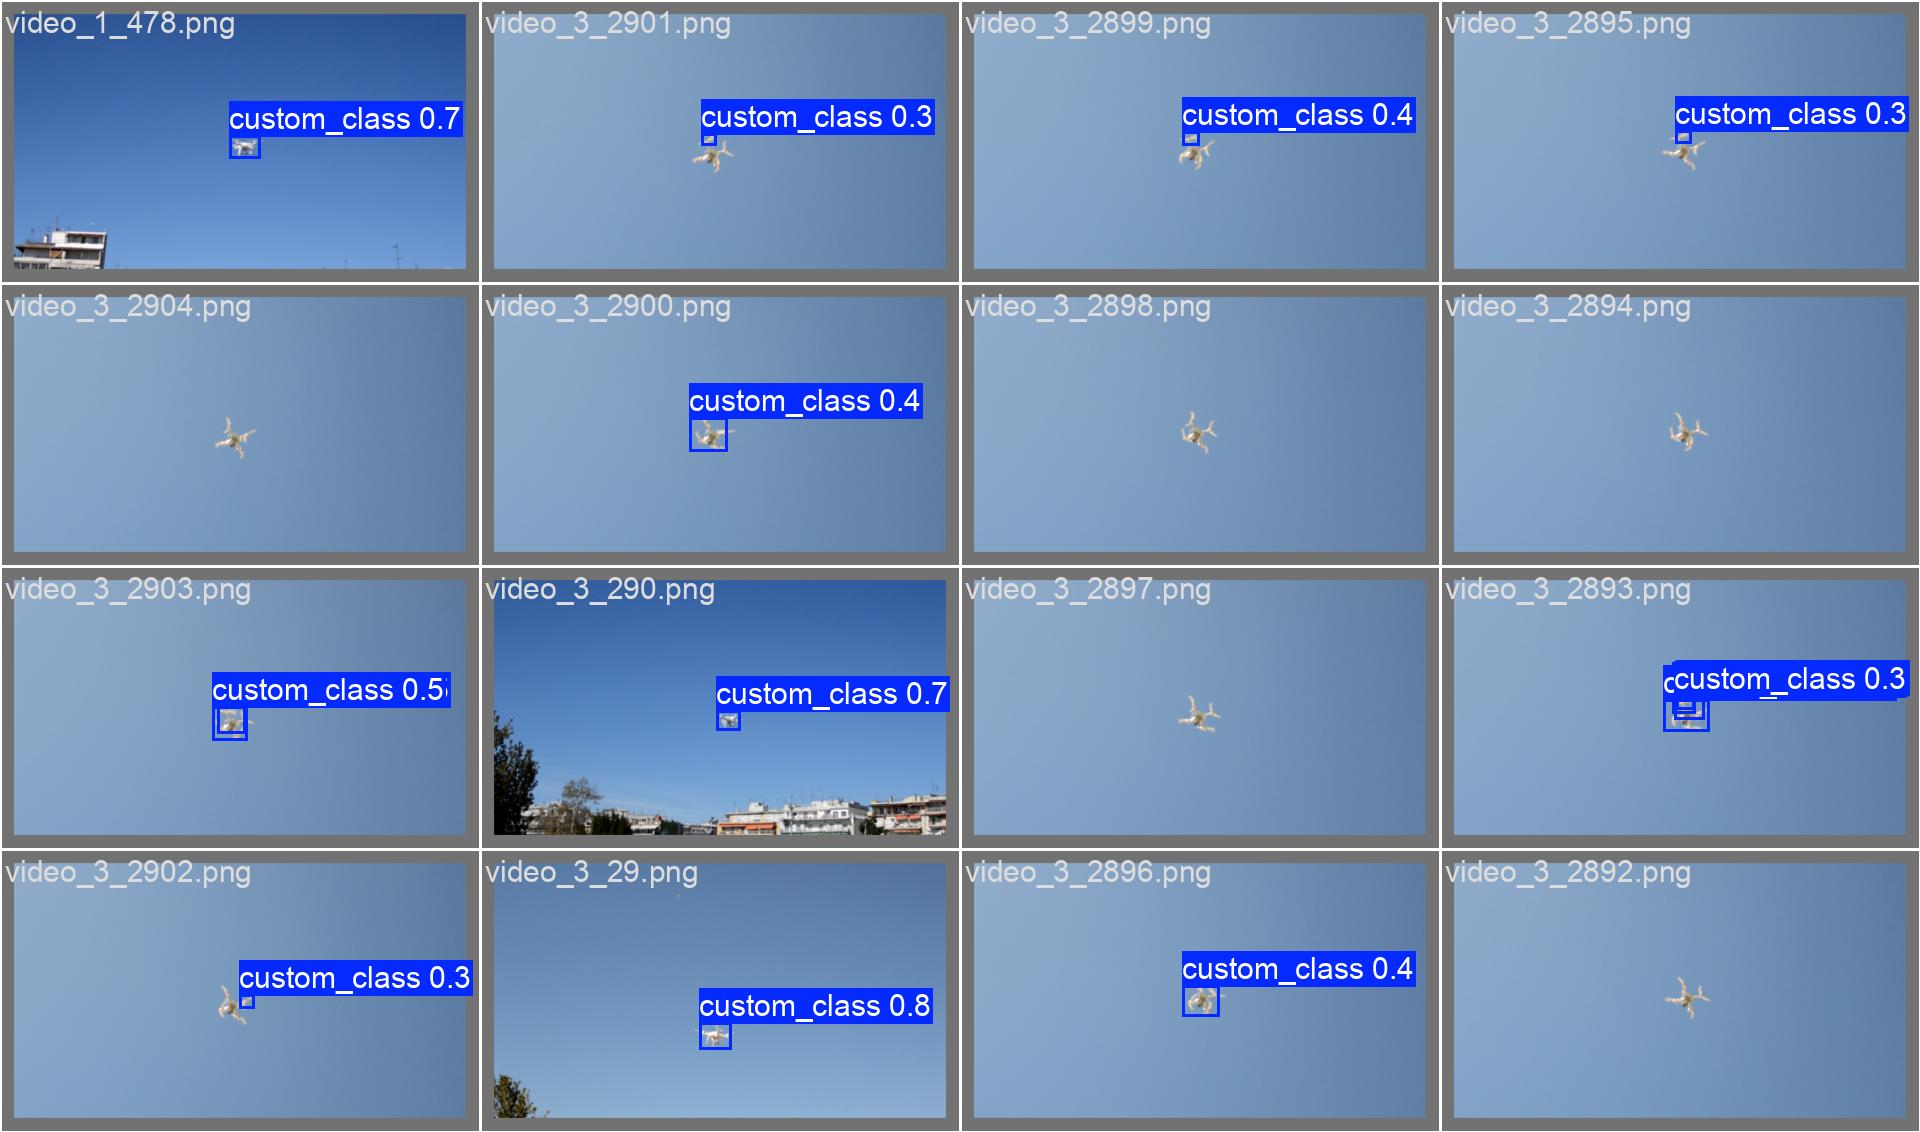 video_1_478.png
custom_class 0.7
video_3_2901.png
custom_class 0.3
video_3_2899.png
custom_class 0.4
video_3_2895.png
custom_class 0.3
video_3_2904.png
video_3_2900.png
custom_class 0.4
video_3_2898.png
video_3_2894.png
video_3_2903.png
custom_class 0.5
video_3_290.png
custom_class 0.7
video_3_2897.png
video_3_2893.png
custom_class 0.3
video_3_2902.png
custom_class 0.3
video_3_29.png
custom_class 0.8
video_3_2896.png
custom_class 0.4
video_3_2892.png